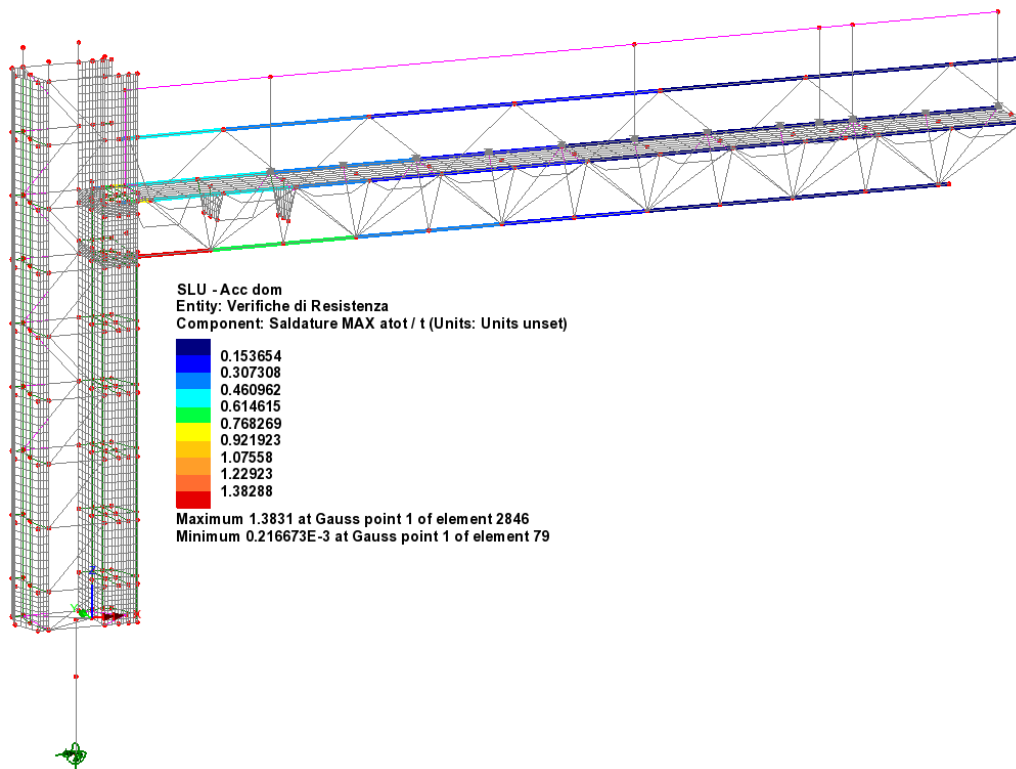 SLU - Acc dom
Entity: Verifiche di Resistenza
Component: Saldature MAX atot / t (Units: Units unset)
0.153654
0.307308
0.460962
0.614615
0.768269
0.921923
1.07558
1.22923
1.38288
Maximum 1.3831 at Gauss point 1 of element 2846
Minimum 0.216673E-3 at Gauss point 1 of element 79
Z
X